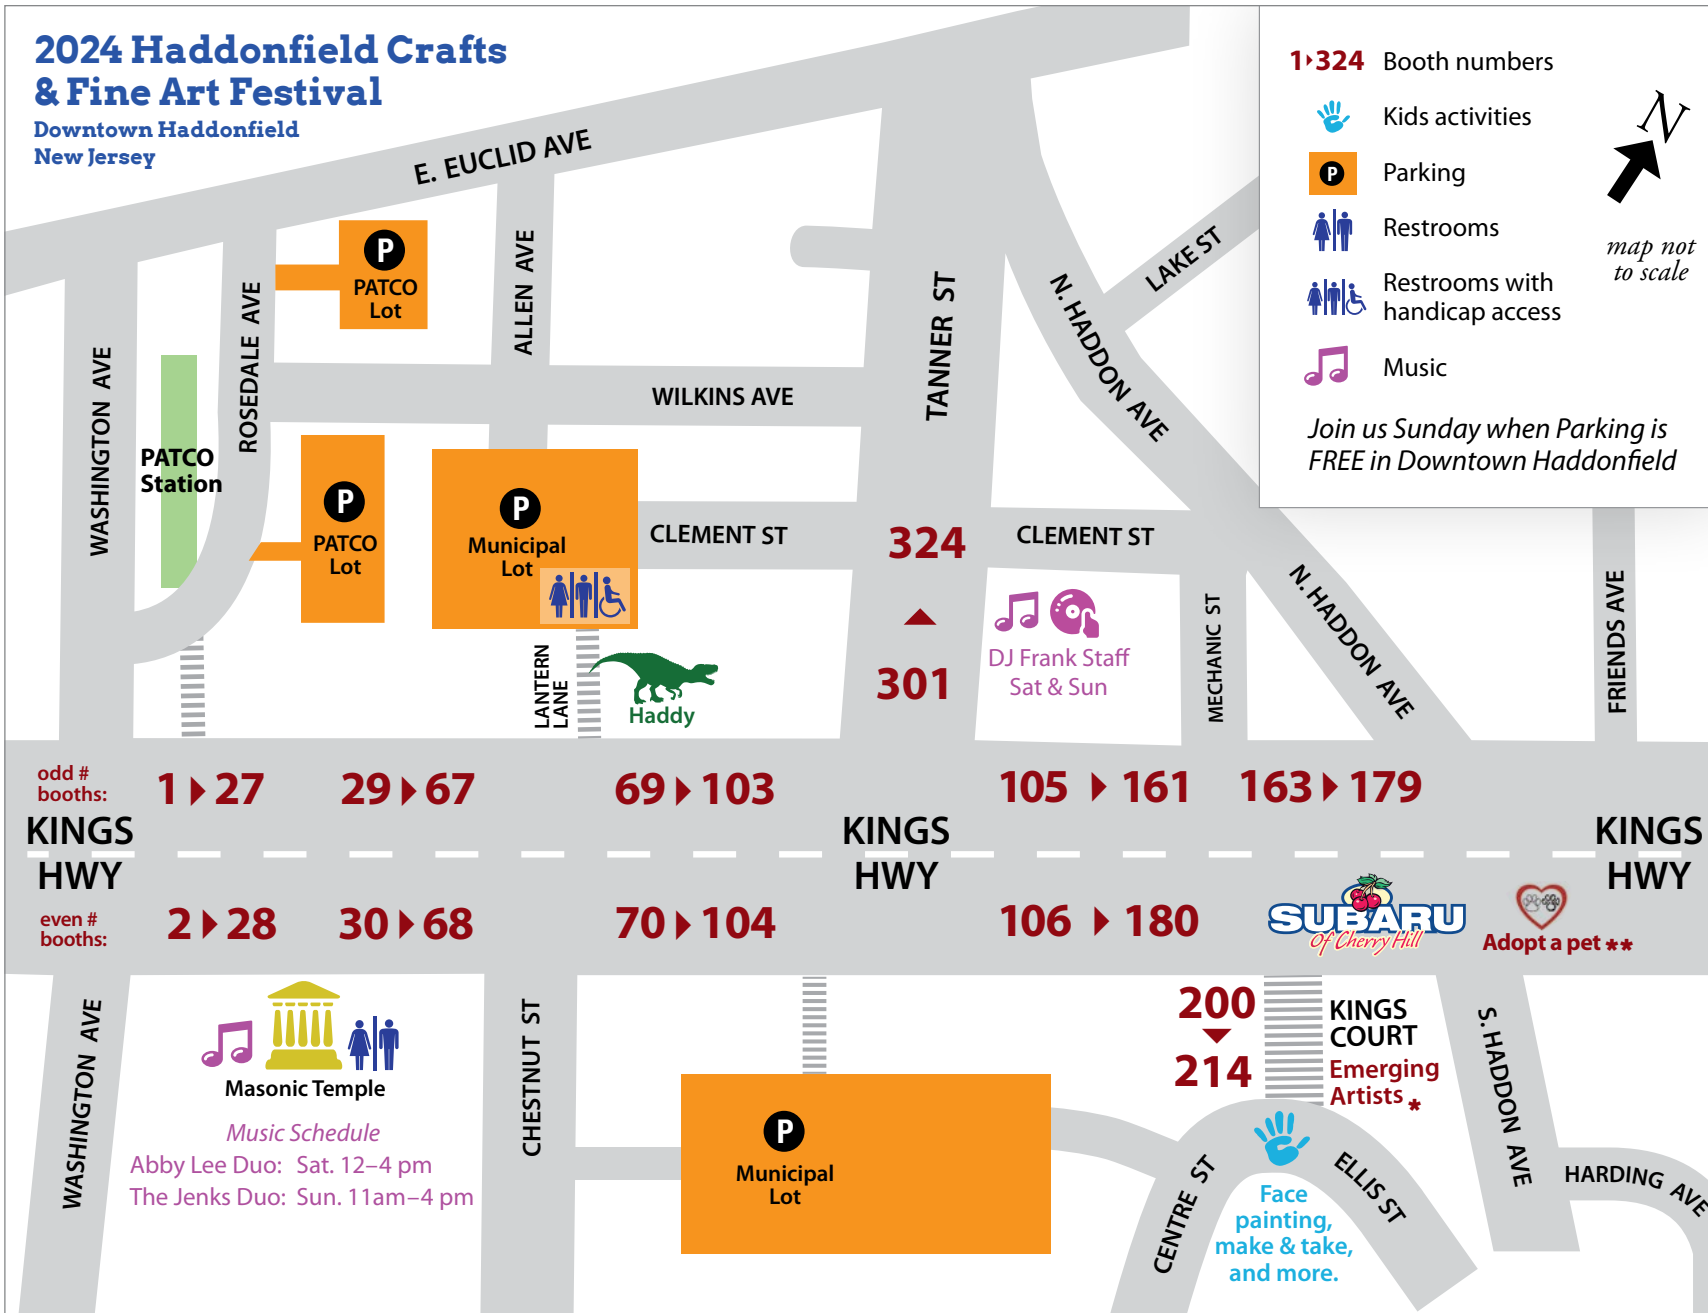 2024 Haddonfield Crafts
& Fine Art Festival
Downtown Haddonfield
New Jersey
1▸324 Booth numbers
Kids activities
P Parking
Restrooms
Restrooms with
handicap access
Music
N
map not
to scale
Join us Sunday when Parking is
FREE in Downtown Haddonfield
E. EUCLID AVE
WASHINGTON AVE
ROSEDALE AVE
ALLEN AVE
TANNER ST
N. HADDON AVE
LAKE ST
P
PATCO
Lot
WILKINS AVE
PATCO
Station
P
PATCO
Lot
P
Municipal
Lot
CLEMENT ST
324
CLEMENT ST
301
DJ Frank Staff
Sat & Sun
MECHANIC ST
N. HADDON AVE
FRIENDS AVE
LANTERN
LANE
Haddy
odd #
booths:
1▸27
29▸67
69▸103
105 ▸ 161
163▸179
KINGS
HWY
KINGS
HWY
KINGS
HWY
even #
booths:
2▸28
30▸68
70▸104
106 ▸ 180
SUBARU
Of Cherry Hill
Adopt a pet **
WASHINGTON AVE
Masonic Temple
Music Schedule
Abby Lee Duo: Sat. 12–4 pm
The Jenks Duo: Sun. 11am–4 pm
CHESTNUT ST
P
Municipal
Lot
200
214
KINGS
COURT
Emerging
Artists *
S. HADDON AVE
HARDING AVE
CENTRE ST
ELLIS ST
Face
painting,
make & take,
and more.